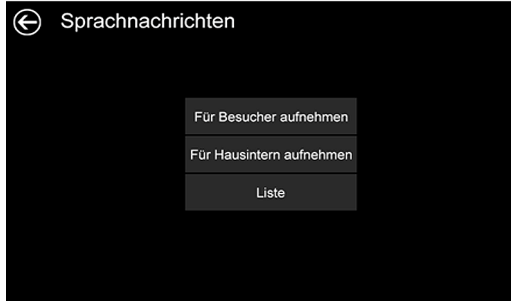 Sprachnachrichten
Für Besucher aufnehmen
Für Hausintern aufnehmen
Liste